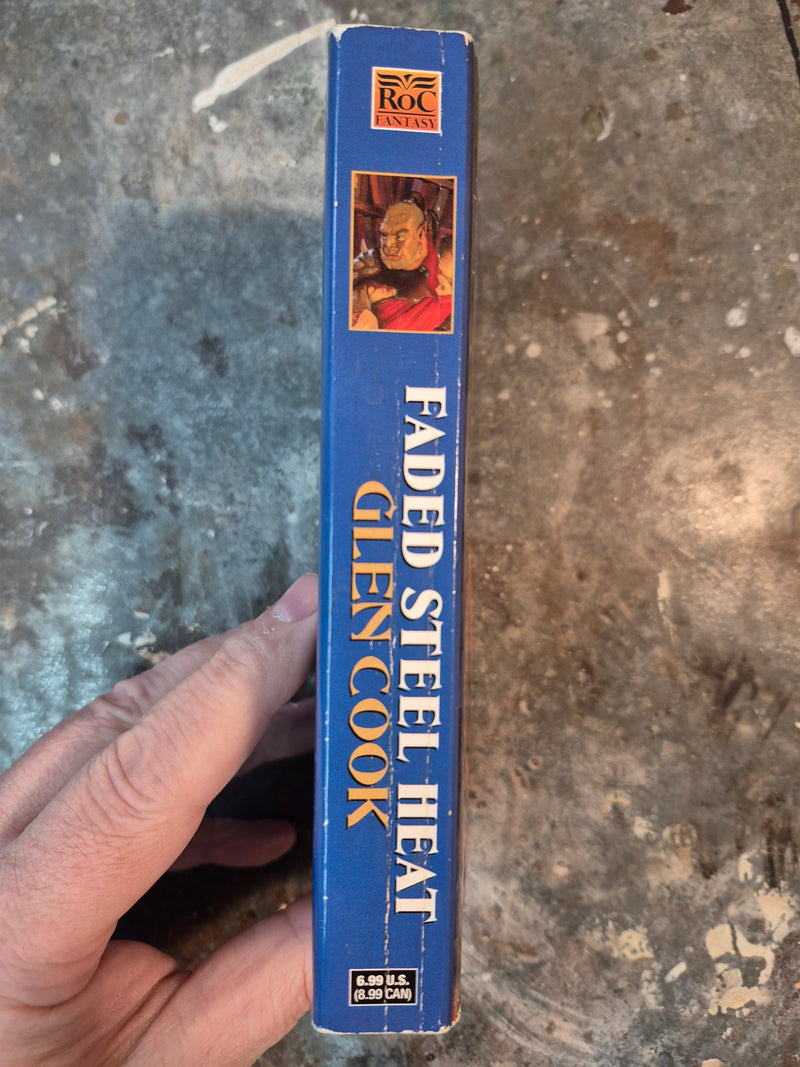 RoC
FANTASY
FADED STEEL HEAT
GLEN COOK
6.99 U.S.
(8.99 CAN)